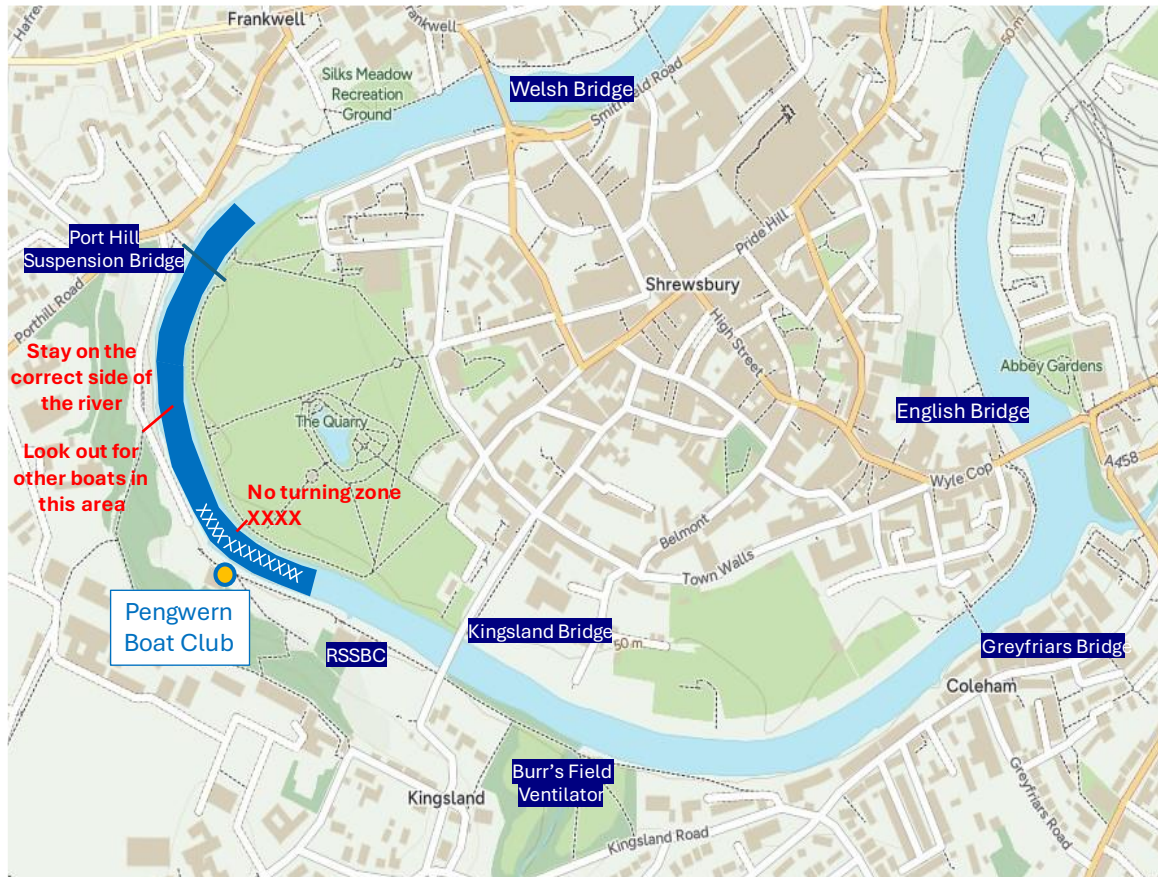 Frankwell
Frankwell
Silks Meadow
Recreation
Ground
Welsh Bridge
Smithfield Road
50 m
Port Hill
Suspension Bridge
Porthill Road
Pride Hill
Shrewsbury
High Street
Stay on the
correct side of
the river
Look out for
other boats in
this area
The Quarry
Abbey Gardens
English Bridge
A458
Wyle Cop
No turning zone
XXXX
XXXXXXXXXXXX
Belmont
Town Walls
Pengwern
Boat Club
RSSBC
Kingsland Bridge
50 m
Greyfriars Bridge
Coleham
Burr's Field
Ventilator
Kingsland
Kingsland Road
Greyfriars Road